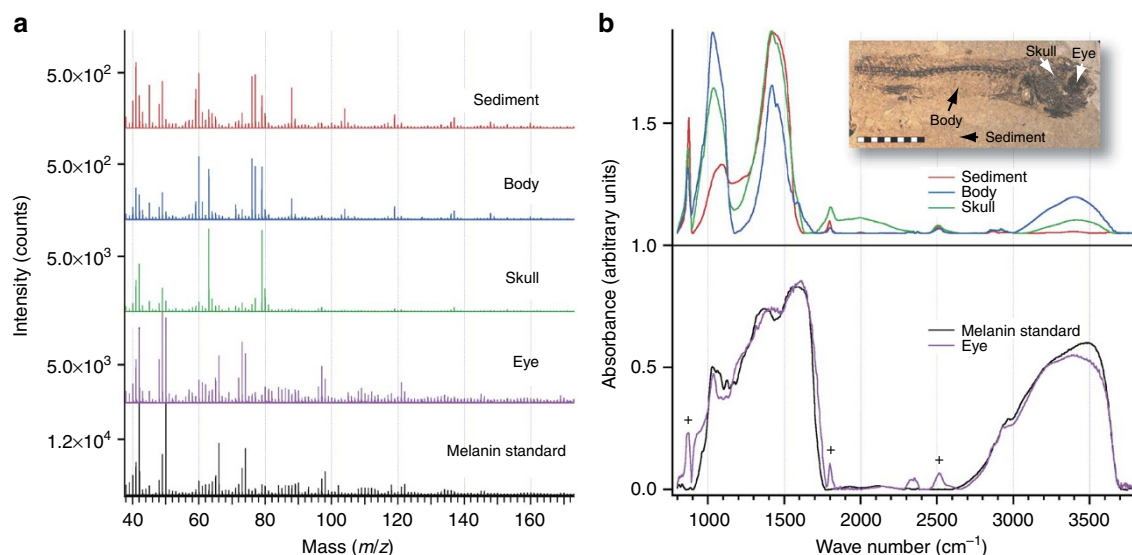 a
5.0×10²
Sediment
5.0×10²
Body
5.0×10³
Skull
5.0×10³
Eye
1.2×10⁴
Melanin standard
Intensity (counts)
40 60 80 100 120 140 160
Mass (m/z)
b
1.5
1.0
1.0
0.5
0.0
Absorbance (arbitrary units)
Skull Eye
Body
Sediment
Sediment
Body
Skull
Melanin standard
Eye
+
+
+
1000 1500 2000 2500 3000 3500
Wave number (cm⁻¹)